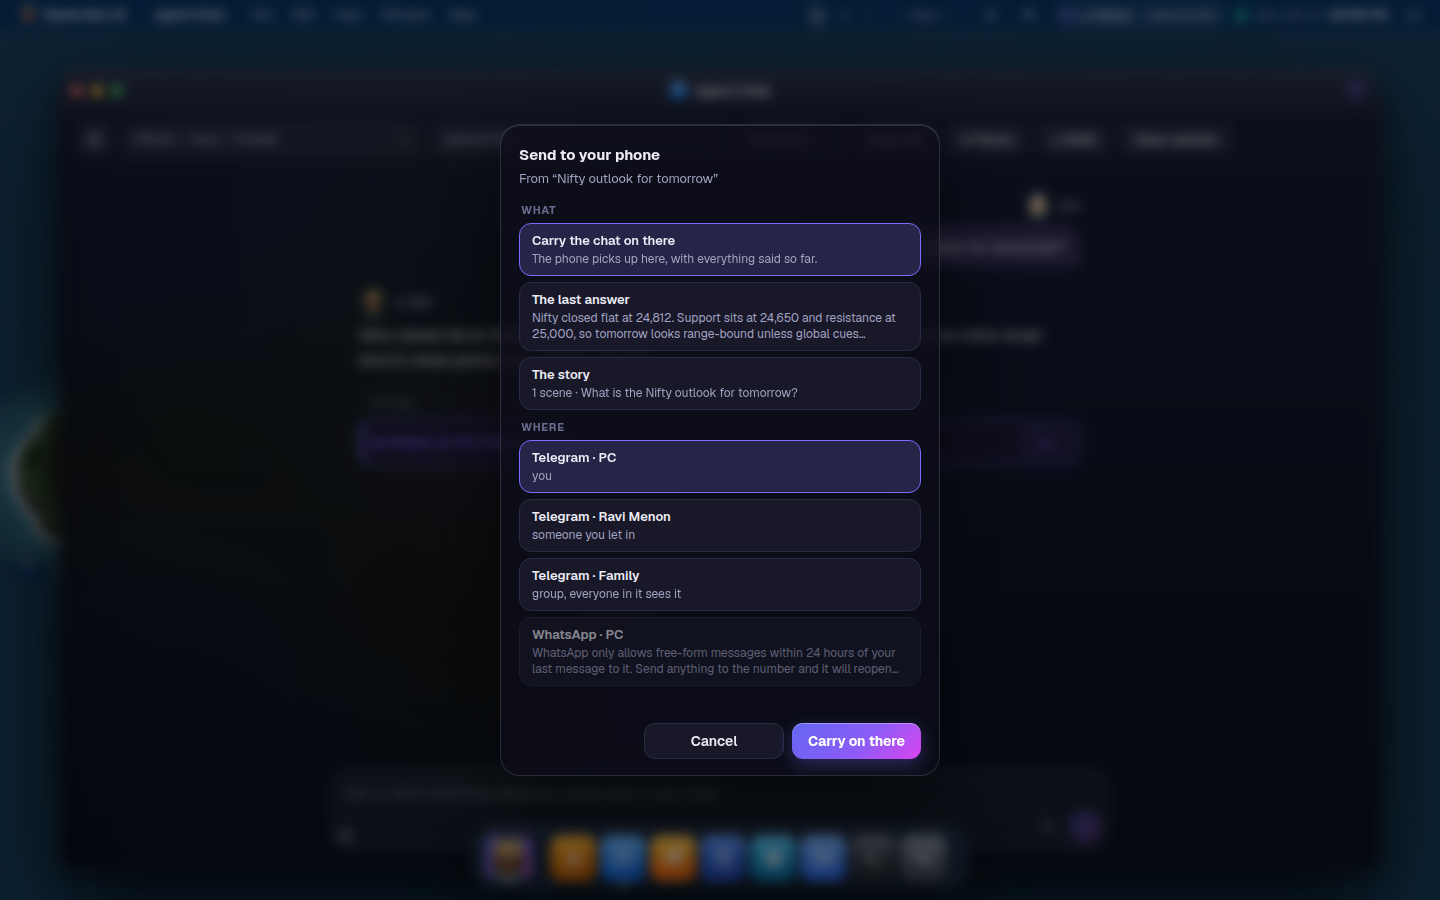 Send to your phone
From “Nifty outlook for tomorrow”
WHAT
Carry the chat on there
The phone picks up here, with everything said so far.
The last answer
Nifty closed flat at 24,812. Support sits at 24,650 and resistance at
25,000, so tomorrow looks range-bound unless global cues…
The story
1 scene · What is the Nifty outlook for tomorrow?
WHERE
Telegram · PC
you
Telegram · Ravi Menon
someone you let in
Telegram · Family
group, everyone in it sees it
WhatsApp · PC
WhatsApp only allows free-form messages within 24 hours of your
last message to it. Send anything to the number and it will reopen…
Cancel
Carry on there